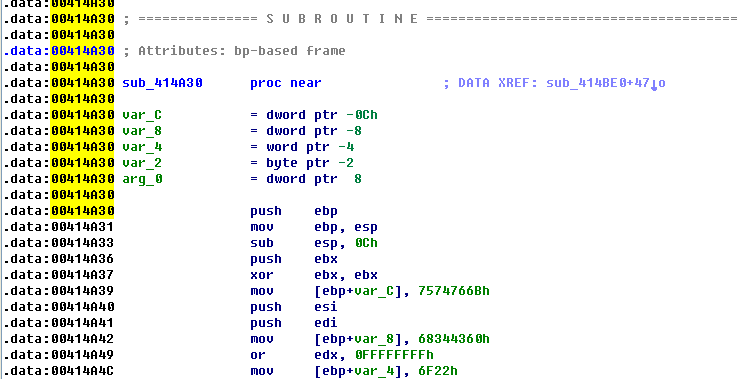 .data:00414A30
.data:00414A30 ; =============== S U B R O U T I N E =======================================
.data:00414A30
.data:00414A30 ; Attributes: bp-based frame
.data:00414A30
.data:00414A30 sub_414A30 proc near ; DATA XREF: sub_414BE0+47↓o
.data:00414A30
.data:00414A30 var_C = dword ptr -0Ch
.data:00414A30 var_8 = dword ptr -8
.data:00414A30 var_4 = word ptr -4
.data:00414A30 var_2 = byte ptr -2
.data:00414A30 arg_0 = dword ptr 8
.data:00414A30
.data:00414A30 push ebp
.data:00414A31 mov ebp, esp
.data:00414A33 sub esp, 0Ch
.data:00414A36 push ebx
.data:00414A37 xor ebx, ebx
.data:00414A39 mov [ebp+var_C], 7574766Bh
.data:00414A40 push esi
.data:00414A41 push edi
.data:00414A42 mov [ebp+var_8], 68344360h
.data:00414A49 or edx, 0FFFFFFFFh
.data:00414A4C mov [ebp+var_4], 6F22h